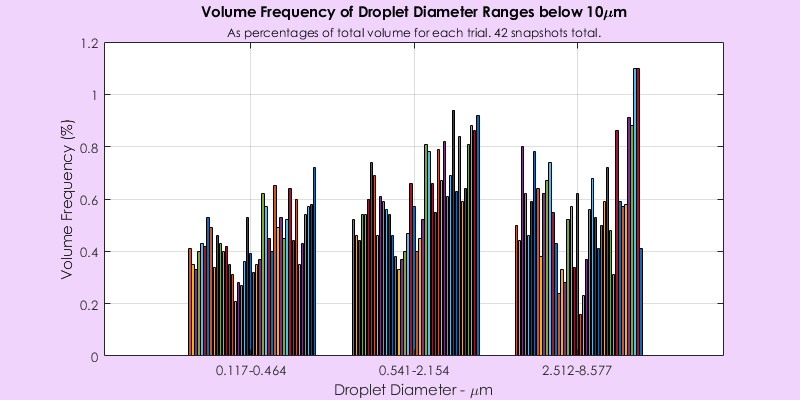 Volume Frequency of Droplet Diameter Ranges below 10μm
As percentages of total volume for each trial. 42 snapshots total.
1.2
1
0.8
0.6
0.4
0.2
0
Volume Frequency (%)
0.117-0.464
0.541-2.154
2.512-8.577
Droplet Diameter - μm